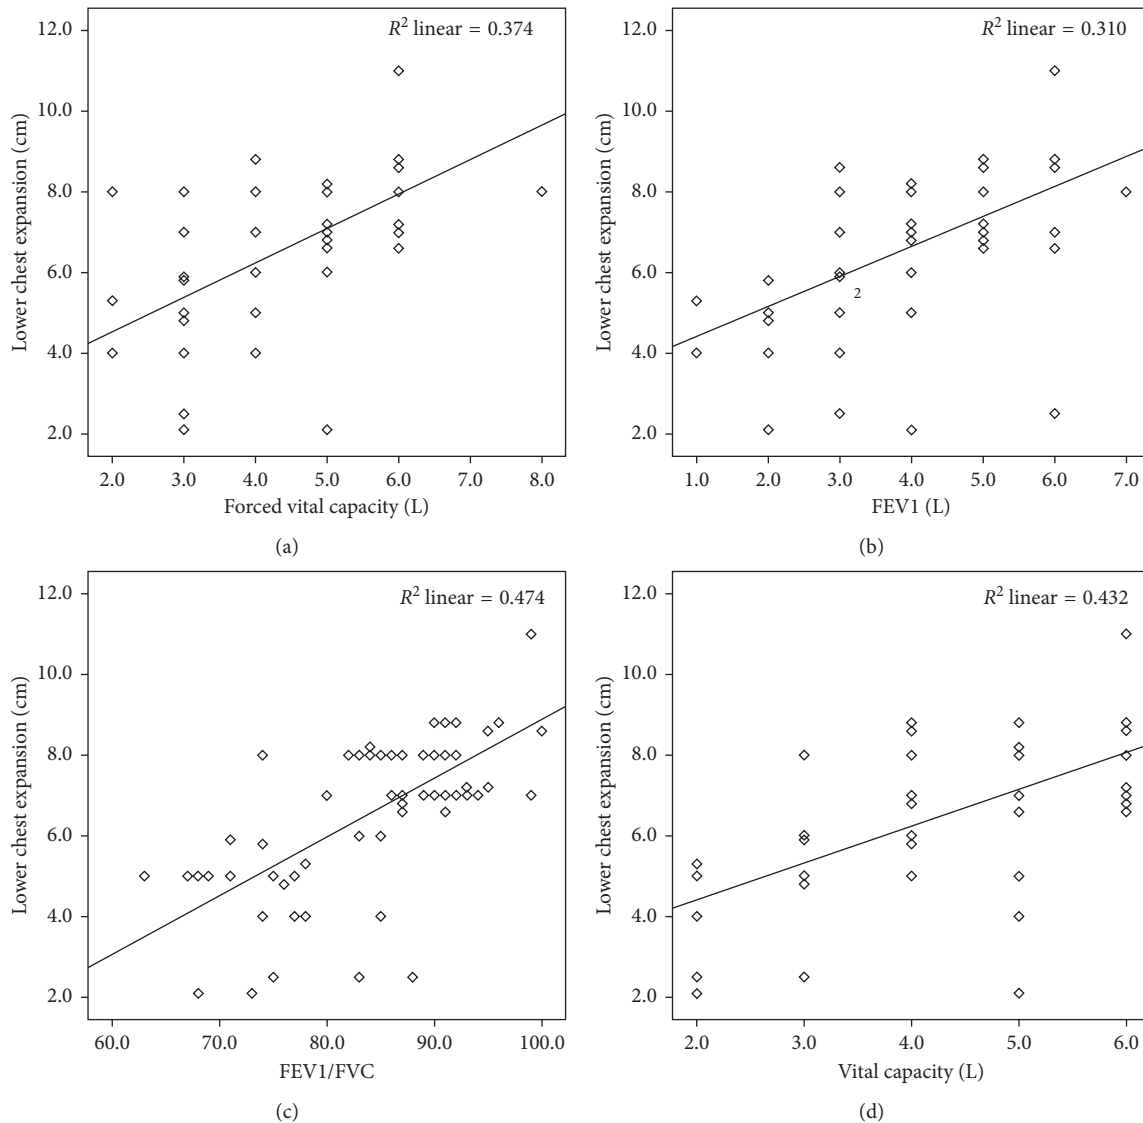 R² linear = 0.374
12.0
10.0
8.0
6.0
4.0
2.0
Lower chest expansion (cm)
2.0 3.0 4.0 5.0 6.0 7.0 8.0
Forced vital capacity (L)
(a)
R² linear = 0.310
12.0
10.0
8.0
6.0
4.0
2.0
Lower chest expansion (cm)
2
1.0 2.0 3.0 4.0 5.0 6.0 7.0
FEV1 (L)
(b)
R² linear = 0.474
12.0
10.0
8.0
6.0
4.0
2.0
Lower chest expansion (cm)
60.0 70.0 80.0 90.0 100.0
FEV1/FVC
(c)
R² linear = 0.432
12.0
10.0
8.0
6.0
4.0
2.0
Lower chest expansion (cm)
2.0 3.0 4.0 5.0 6.0
Vital capacity (L)
(d)